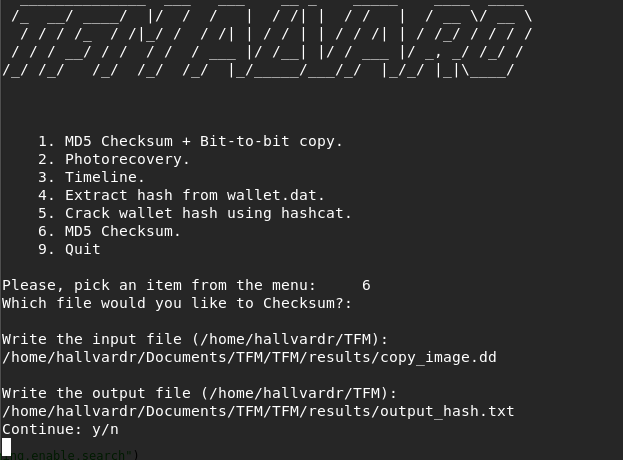 1. MD5 Checksum + Bit-to-bit copy.
2. Photorecovery.
3. Timeline.
4. Extract hash from wallet.dat.
5. Crack wallet hash using hashcat.
6. MD5 Checksum.
9. Quit
Please, pick an item from the menu: 6
Which file would you like to Checksum?:
Write the input file (/home/hallvardr/TFM):
/home/hallvardr/Documents/TFM/TFM/results/copy_image.dd
Write the output file (/home/hallvardr/TFM):
/home/hallvardr/Documents/TFM/TFM/results/output_hash.txt
Continue: y/n
ng.enable.search")